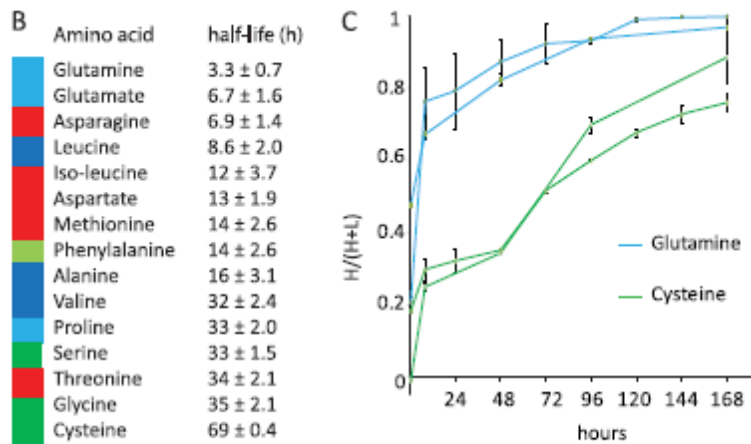 B
Amino acid half-life (h)
Glutamine 3.3 ± 0.7
Glutamate 6.7 ± 1.6
Asparagine 6.9 ± 1.4
Leucine 8.6 ± 2.0
Iso-leucine 12 ± 3.7
Aspartate 13 ± 1.9
Methionine 14 ± 2.6
Phenylalanine 14 ± 2.6
Alanine 16 ± 3.1
Valine 32 ± 2.4
Proline 33 ± 2.0
Serine 33 ± 1.5
Threonine 34 ± 2.1
Glycine 35 ± 2.1
Cysteine 69 ± 0.4
C
1
0.8
0.6
0.4
0.2
0
H/(H+L)
Glutamine
Cysteine
24 48 72 96 120 144 168
hours